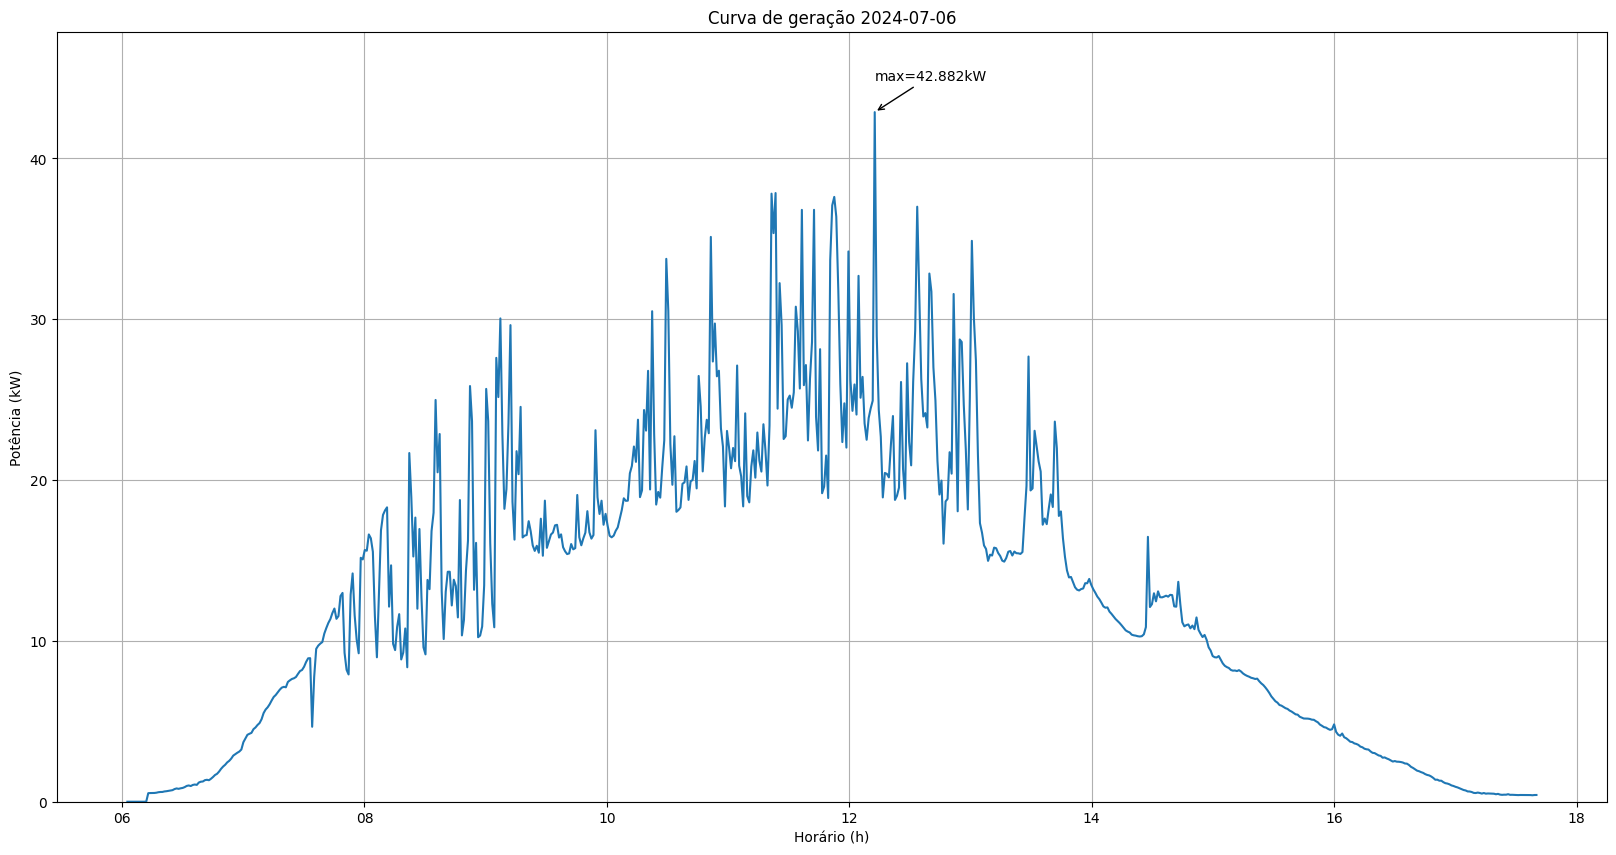 Curva de geração 2024-07-06
max=42.882kW
Potência (kW)
40
30
20
10
0
06 08 10 12 14 16 18
Horário (h)